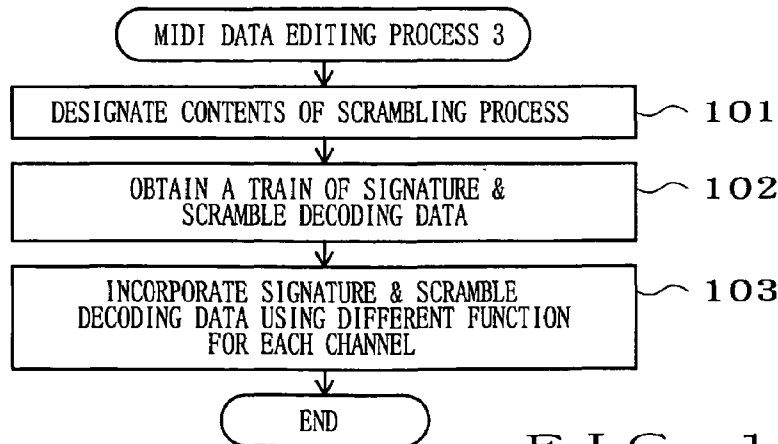 MIDI DATA EDITING PROCESS 3
DESIGNATE CONTENTS OF SCRAMBLING PROCESS
101
OBTAIN A TRAIN OF SIGNATURE &
SCRAMBLE DECODING DATA
102
INCORPORATE SIGNATURE & SCRAMBLE
DECODING DATA USING DIFFERENT FUNCTION
FOR EACH CHANNEL
103
END